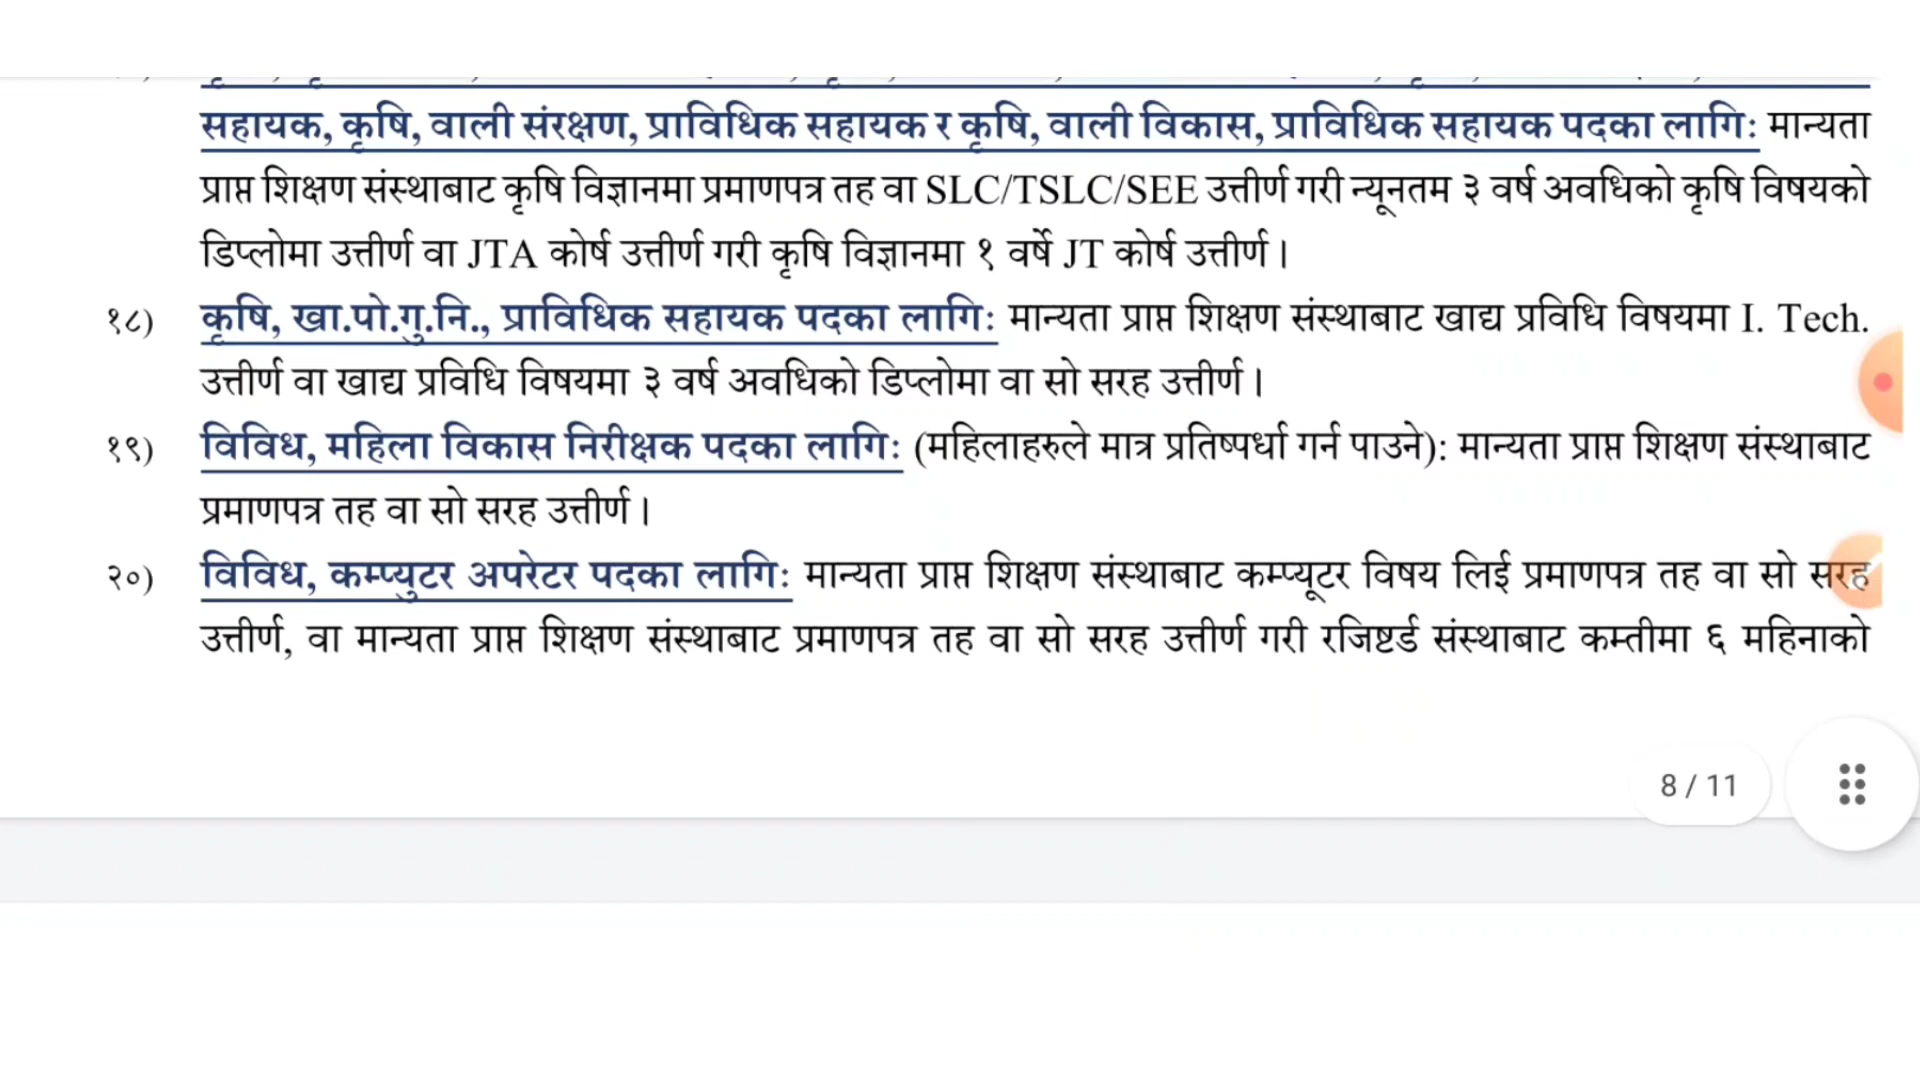 सहायक, कृषि, वाली संरक्षण, प्राविधिक सहायक र कृषि, वाली विकास, प्राविधिक सहायक पदका लागिः मान्यता
प्राप्त शिक्षण संस्थाबाट कृषि विज्ञानमा प्रमाणपत्र तह वा SLC/TSLC/SEE उत्तीर्ण गरी न्यूनतम ३ वर्ष अवधिको कृषि विषयको
डिप्लोमा उत्तीर्ण वा JTA कोर्ष उत्तीर्ण गरी कृषि विज्ञानमा १ वर्षे JT कोर्ष उत्तीर्ण।
१८) कृषि, खा.पो.गु.नि., प्राविधिक सहायक पदका लागिः मान्यता प्राप्त शिक्षण संस्थाबाट खाद्य प्रविधि विषयमा I. Tech.
उत्तीर्ण वा खाद्य प्रविधि विषयमा ३ वर्ष अवधिको डिप्लोमा वा सो सरह उत्तीर्ण।
१९) विविध, महिला विकास निरीक्षक पदका लागिः (महिलाहरुले मात्र प्रतिष्पर्धा गर्न पाउने): मान्यता प्राप्त शिक्षण संस्थाबाट
प्रमाणपत्र तह वा सो सरह उत्तीर्ण।
२०) विविध, कम्प्युटर अपरेटर पदका लागिः मान्यता प्राप्त शिक्षण संस्थाबाट कम्प्यूटर विषय लिई प्रमाणपत्र तह वा सो सरह
उत्तीर्ण, वा मान्यता प्राप्त शिक्षण संस्थाबाट प्रमाणपत्र तह वा सो सरह उत्तीर्ण गरी रजिष्टर्ड संस्थाबाट कम्तीमा ६ महिनाको
8 / 11